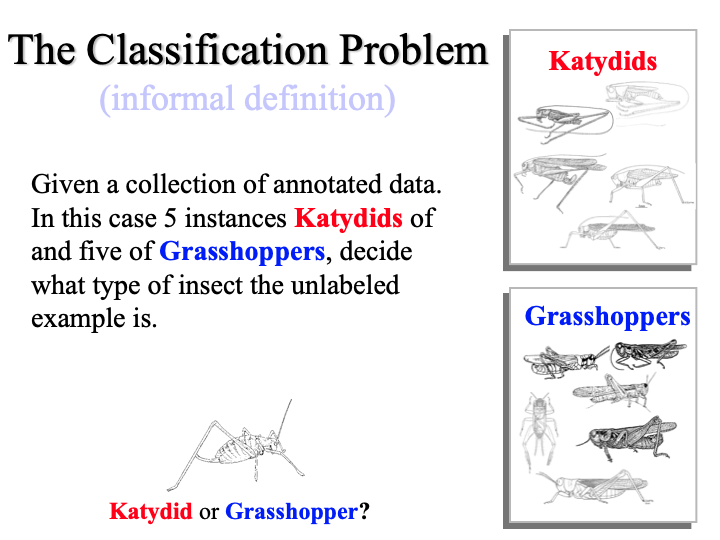 The Classification Problem
(informal definition)
Given a collection of annotated data.
In this case 5 instances Katydids of
and five of Grasshoppers, decide
what type of insect the unlabeled
example is.
Katydid or Grasshopper?
Katydids
Grasshoppers